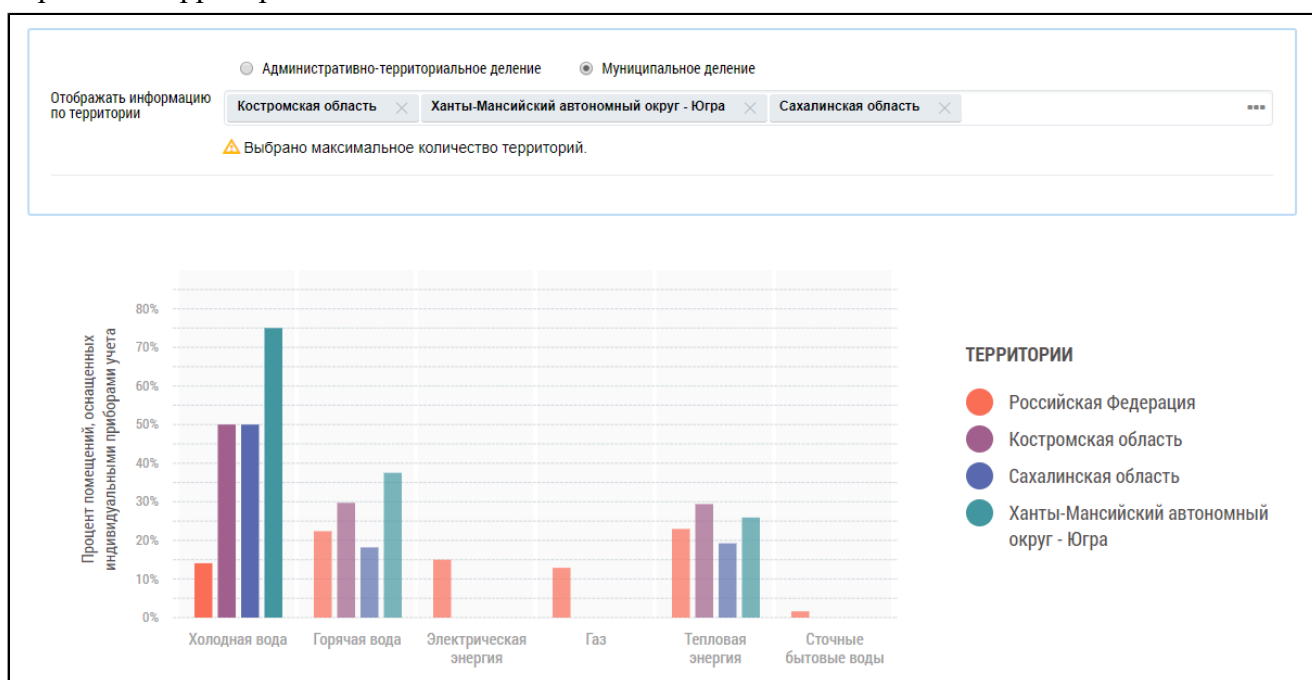 Административно-территориальное деление
Муниципальное деление
Отображать информацию
по территории
Костромская область
Ханты-Мансийский автономный округ - Югра
Сахалинская область
Выбрано максимальное количество территорий.
Процент помещений, оснащенных
индивидуальными приборами учета
80%
70%
60%
50%
40%
30%
20%
10%
0%
Холодная вода
Горячая вода
Электрическая
энергия
Газ
Тепловая
энергия
Сточные
бытовые воды
ТЕРРИТОРИИ
Российская Федерация
Костромская область
Сахалинская область
Ханты-Мансийский автономный
округ - Югра